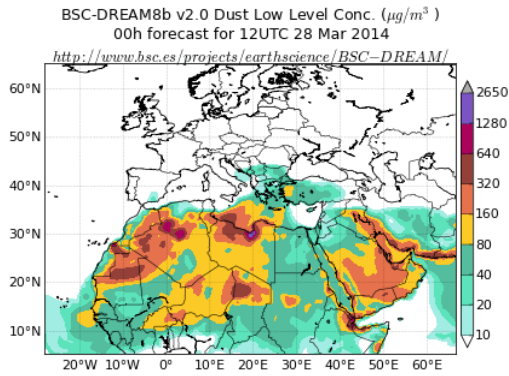 BSC-DREAM8b v2.0 Dust Low Level Conc. (μg/m³ )
00h forecast for 12UTC 28 Mar 2014
http://www.bsc.es/projects/earthscience/BSC−DREAM/
60°N
50°N
40°N
30°N
20°N
10°N
20°W 10°W 0° 10°E 20°E 30°E 40°E 50°E 60°E
2650
1280
640
320
160
80
40
20
10